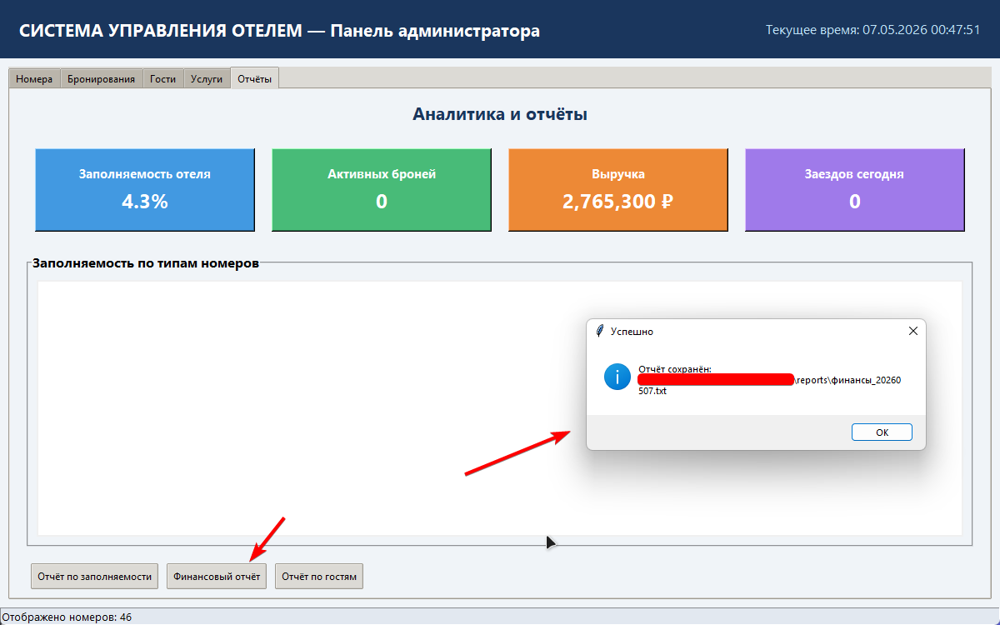 СИСТЕМА УПРАВЛЕНИЯ ОТЕЛЕМ — Панель администратора
Текущее время: 07.05.2026 00:47:51
Номера Бронирования Гости Услуги Отчёты
Аналитика и отчёты
Заполняемость отеля
4.3%
Активных броней
0
Выручка
2,765,300 ₽
Заездов сегодня
0
Заполняемость по типам номеров
Успешно
Отчёт сохранён:
\reports\финансы_20260
507.txt
OK
Отчёт по заполняемости Финансовый отчёт Отчёт по гостям
Отображено номеров: 46